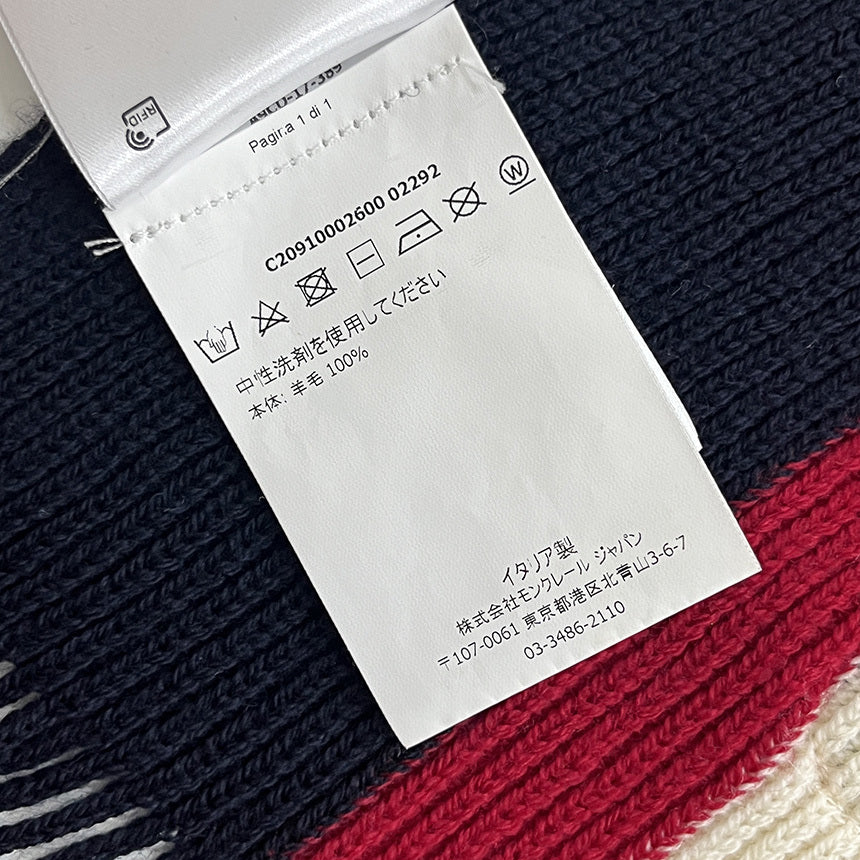 RFID
Pagina 1 di 1
C20910002600 02292
W
中性洗剤を使用してください
本体: 羊毛 100%
イタリア製
株式会社モンクレール ジャパン
〒107-0061 東京都港区北青山3-6-7
03-3486-2110